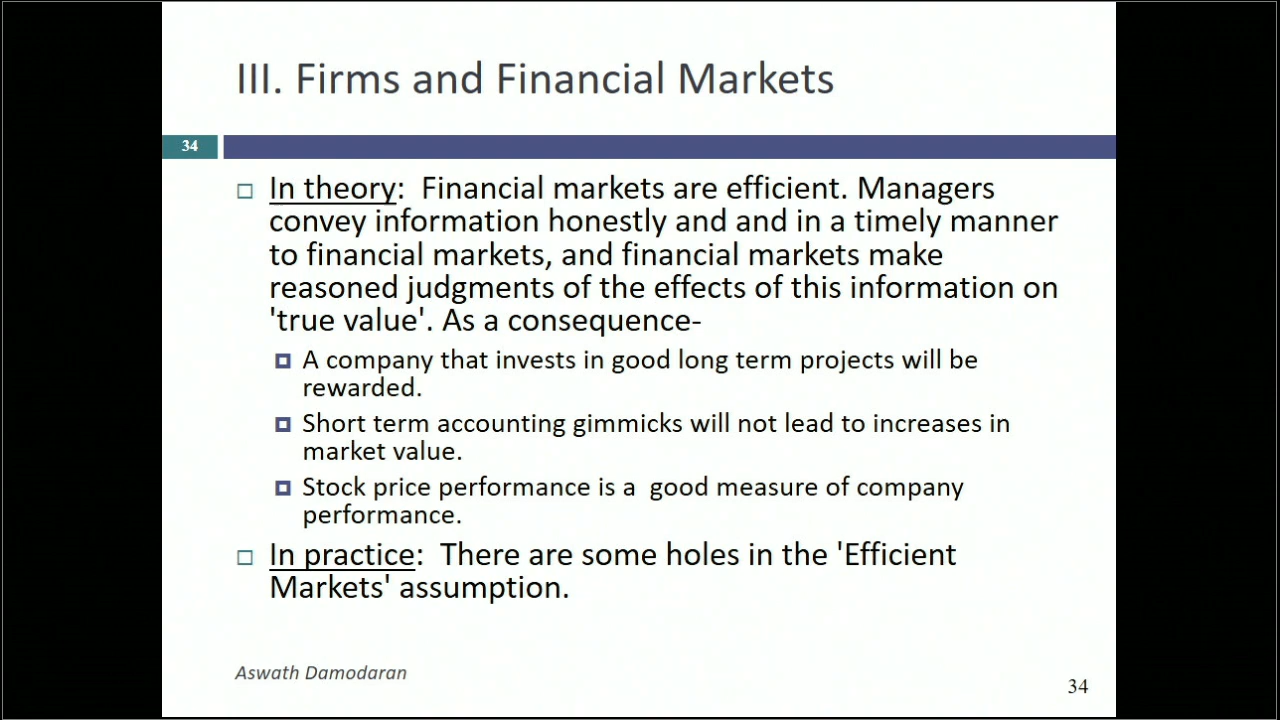 III. Firms and Financial Markets
34
In theory:  Financial markets are efficient. Managers
convey information honestly and and in a timely manner
to financial markets, and financial markets make
reasoned judgments of the effects of this information on
'true value'. As a consequence-
A company that invests in good long term projects will be
rewarded.
Short term accounting gimmicks will not lead to increases in
market value.
Stock price performance is a  good measure of company
performance.
In practice:  There are some holes in the 'Efficient
Markets' assumption.
Aswath Damodaran
34